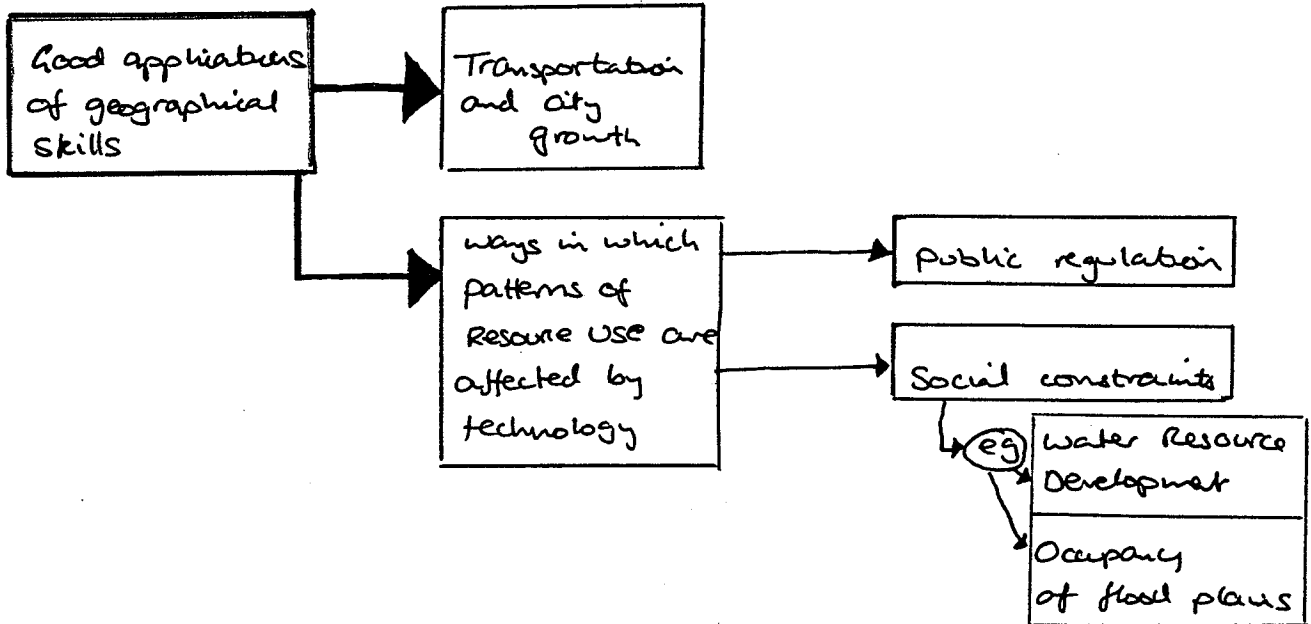 Good applications
of geographical
skills
Transportation
and city
growth
ways in which
patterns of
Resource use are
affected by
technology
public regulation
Social constraints
eg
water Resource
Development
Occupancy
of flood plains